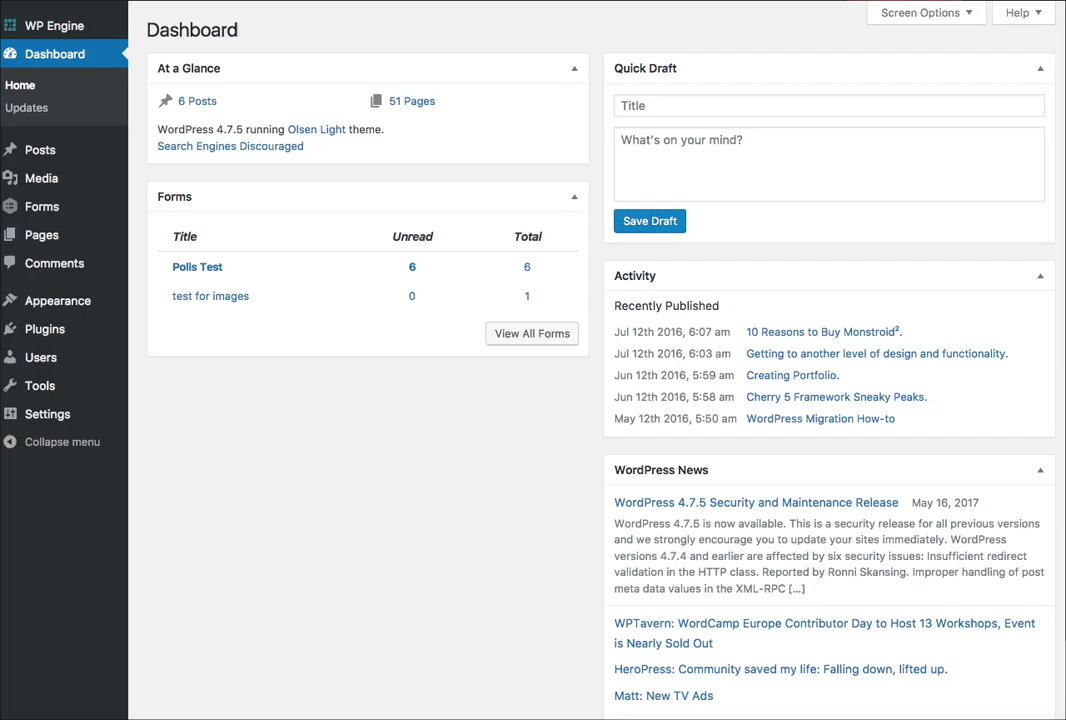 WP Engine
Dashboard
Home
Updates
Posts
Media
Forms
Pages
Comments
Appearance
Plugins
Users
Tools
Settings
Collapse menu
Screen Options
Help
Dashboard
At a Glance
6 Posts
51 Pages
WordPress 4.7.5 running Olsen Light theme.
Search Engines Discouraged
Forms
Title Unread Total
Polls Test 6 6
test for images 0 1
View All Forms
Quick Draft
Title
What's on your mind?
Save Draft
Activity
Recently Published
Jul 12th 2016, 6:07 am 10 Reasons to Buy Monstroid².
Jul 12th 2016, 6:03 am Getting to another level of design and functionality.
Jun 12th 2016, 5:59 am Creating Portfolio.
Jun 12th 2016, 5:58 am Cherry 5 Framework Sneaky Peaks.
May 12th 2016, 5:50 am WordPress Migration How-to
WordPress News
WordPress 4.7.5 Security and Maintenance Release May 16, 2017
WordPress 4.7.5 is now available. This is a security release for all previous versions
and we strongly encourage you to update your sites immediately. WordPress
versions 4.7.4 and earlier are affected by six security issues: Insufficient redirect
validation in the HTTP class. Reported by Ronni Skansing. Improper handling of post
meta data values in the XML-RPC […]
WPTavern: WordCamp Europe Contributor Day to Host 13 Workshops, Event
is Nearly Sold Out
HeroPress: Community saved my life: Falling down, lifted up.
Matt: New TV Ads